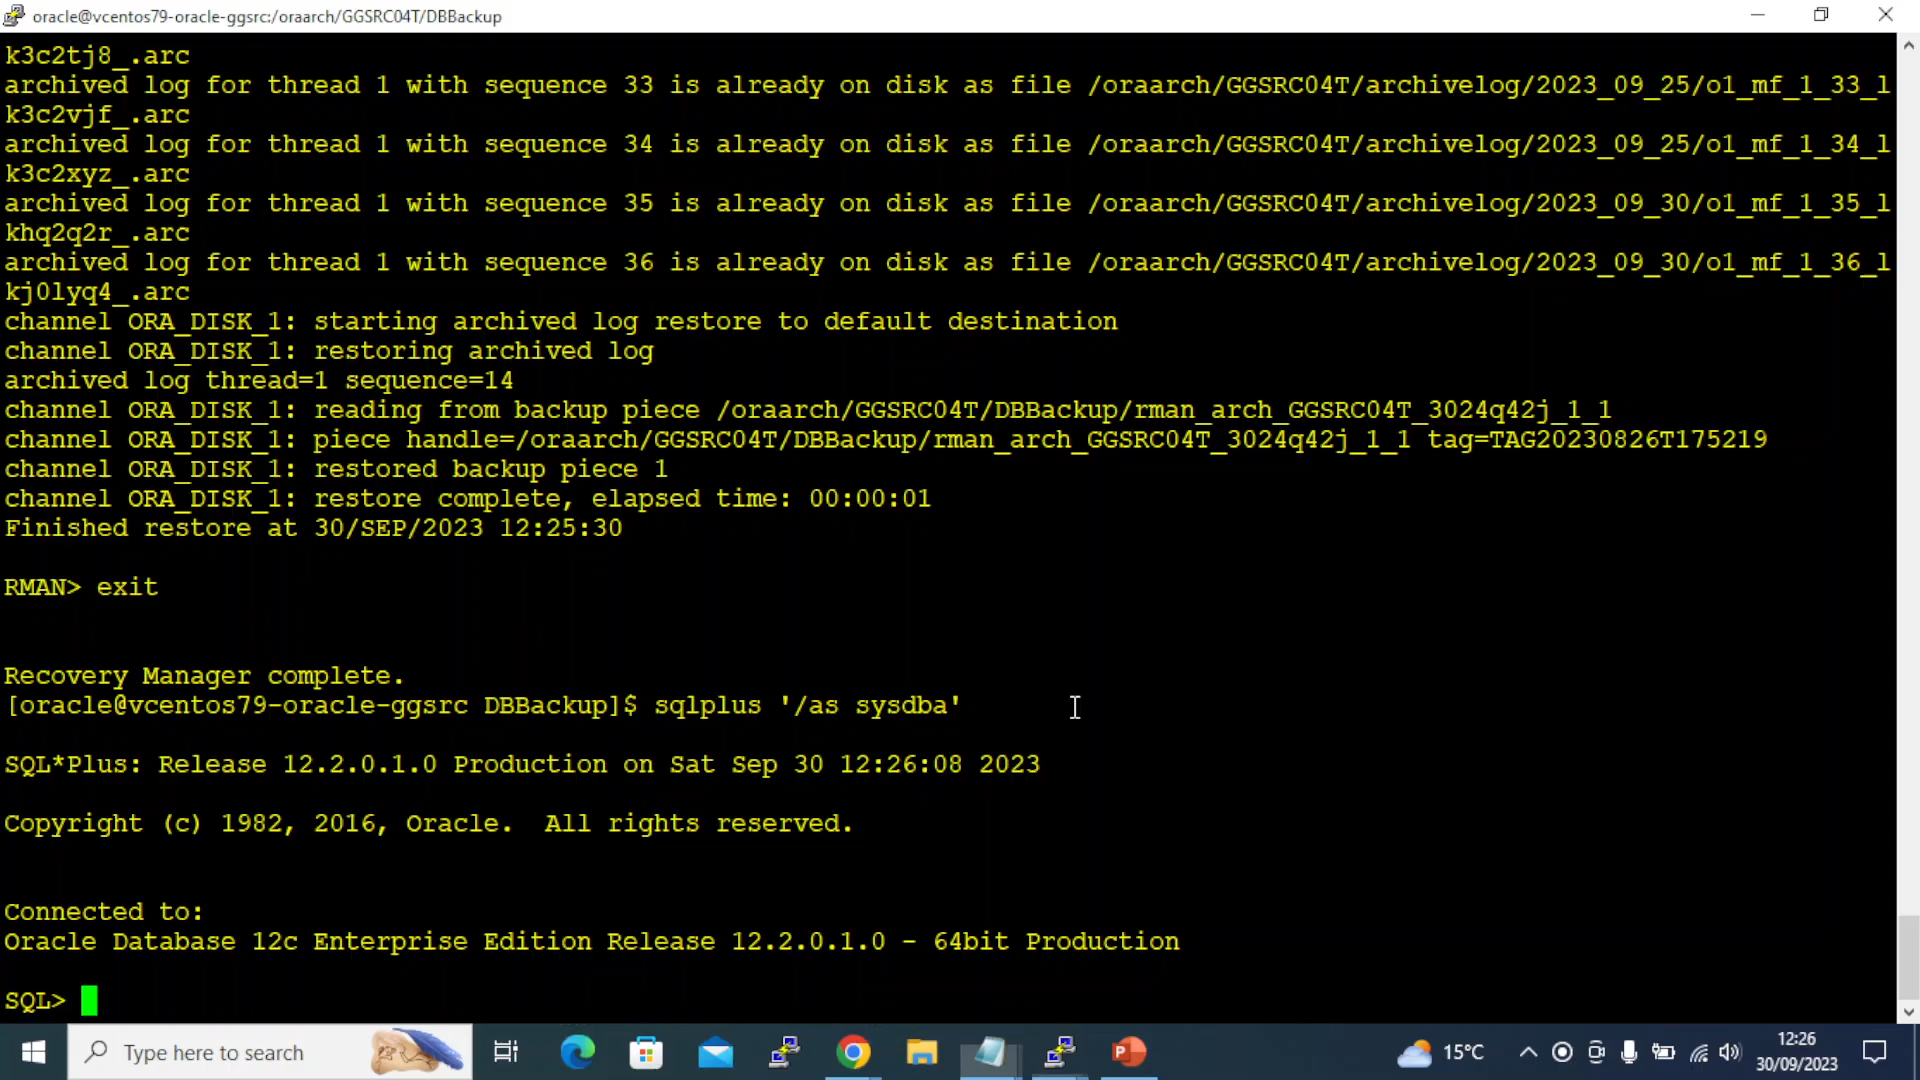 oracle@vcentos79-oracle-ggsrc:/oraarch/GGSRC04T/DBBackup
k3c2tj8_.arc
archived log for thread 1 with sequence 33 is already on disk as file /oraarch/GGSRC04T/archivelog/2023_09_25/o1_mf_1_33_l
k3c2vjf_.arc
archived log for thread 1 with sequence 34 is already on disk as file /oraarch/GGSRC04T/archivelog/2023_09_25/o1_mf_1_34_l
k3c2xyz_.arc
archived log for thread 1 with sequence 35 is already on disk as file /oraarch/GGSRC04T/archivelog/2023_09_30/o1_mf_1_35_l
khq2q2r_.arc
archived log for thread 1 with sequence 36 is already on disk as file /oraarch/GGSRC04T/archivelog/2023_09_30/o1_mf_1_36_l
kj0lyq4_.arc
channel ORA_DISK_1: starting archived log restore to default destination
channel ORA_DISK_1: restoring archived log
archived log thread=1 sequence=14
channel ORA_DISK_1: reading from backup piece /oraarch/GGSRC04T/DBBackup/rman_arch_GGSRC04T_3024q42j_1_1
channel ORA_DISK_1: piece handle=/oraarch/GGSRC04T/DBBackup/rman_arch_GGSRC04T_3024q42j_1_1 tag=TAG20230826T175219
channel ORA_DISK_1: restored backup piece 1
channel ORA_DISK_1: restore complete, elapsed time: 00:00:01
Finished restore at 30/SEP/2023 12:25:30
RMAN> exit
Recovery Manager complete.
[oracle@vcentos79-oracle-ggsrc DBBackup]$ sqlplus '/as sysdba'
SQL*Plus: Release 12.2.0.1.0 Production on Sat Sep 30 12:26:08 2023
Copyright (c) 1982, 2016, Oracle.  All rights reserved.
Connected to:
Oracle Database 12c Enterprise Edition Release 12.2.0.1.0 - 64bit Production
SQL>
Type here to search
15°C
12:26
30/09/2023